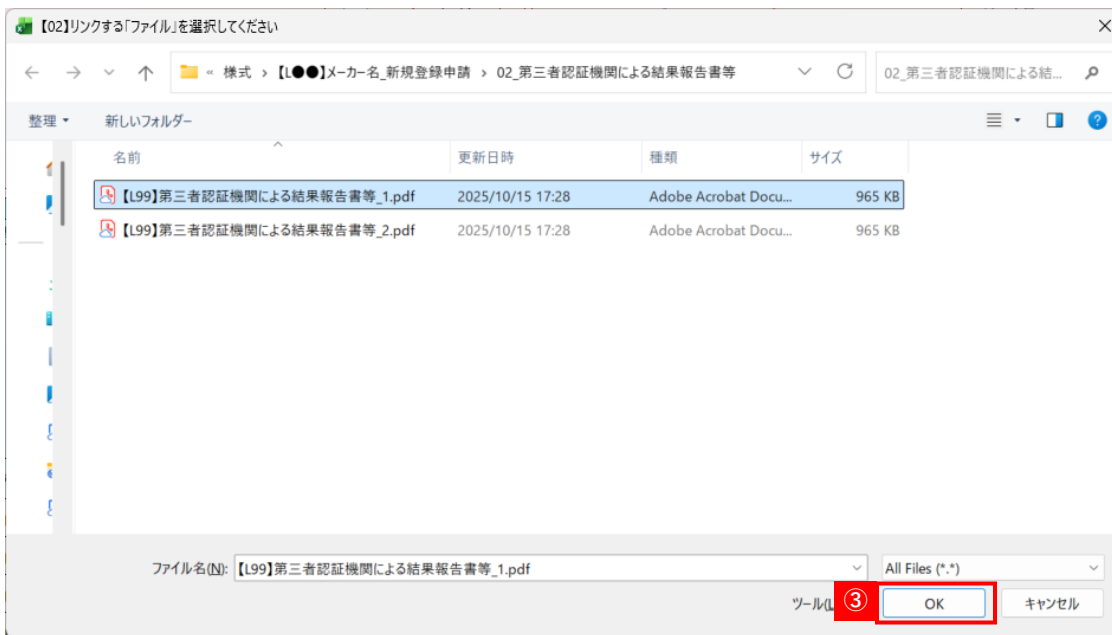 【02】リンクする「ファイル」を選択してください
« 様式 › 【L●●】メーカー名_新規登録申請 › 02_第三者認証機関による結果報告書等
02_第三者認証機関による結...
整理 新しいフォルダー
名前 更新日時 種類 サイズ
【L99】第三者認証機関による結果報告書等_1.pdf 2025/10/15 17:28 Adobe Acrobat Docu... 965 KB
【L99】第三者認証機関による結果報告書等_2.pdf 2025/10/15 17:28 Adobe Acrobat Docu... 965 KB
ファイル名(N): 【L99】第三者認証機関による結果報告書等_1.pdf All Files (*.*)
ツール(L ③ OK キャンセル